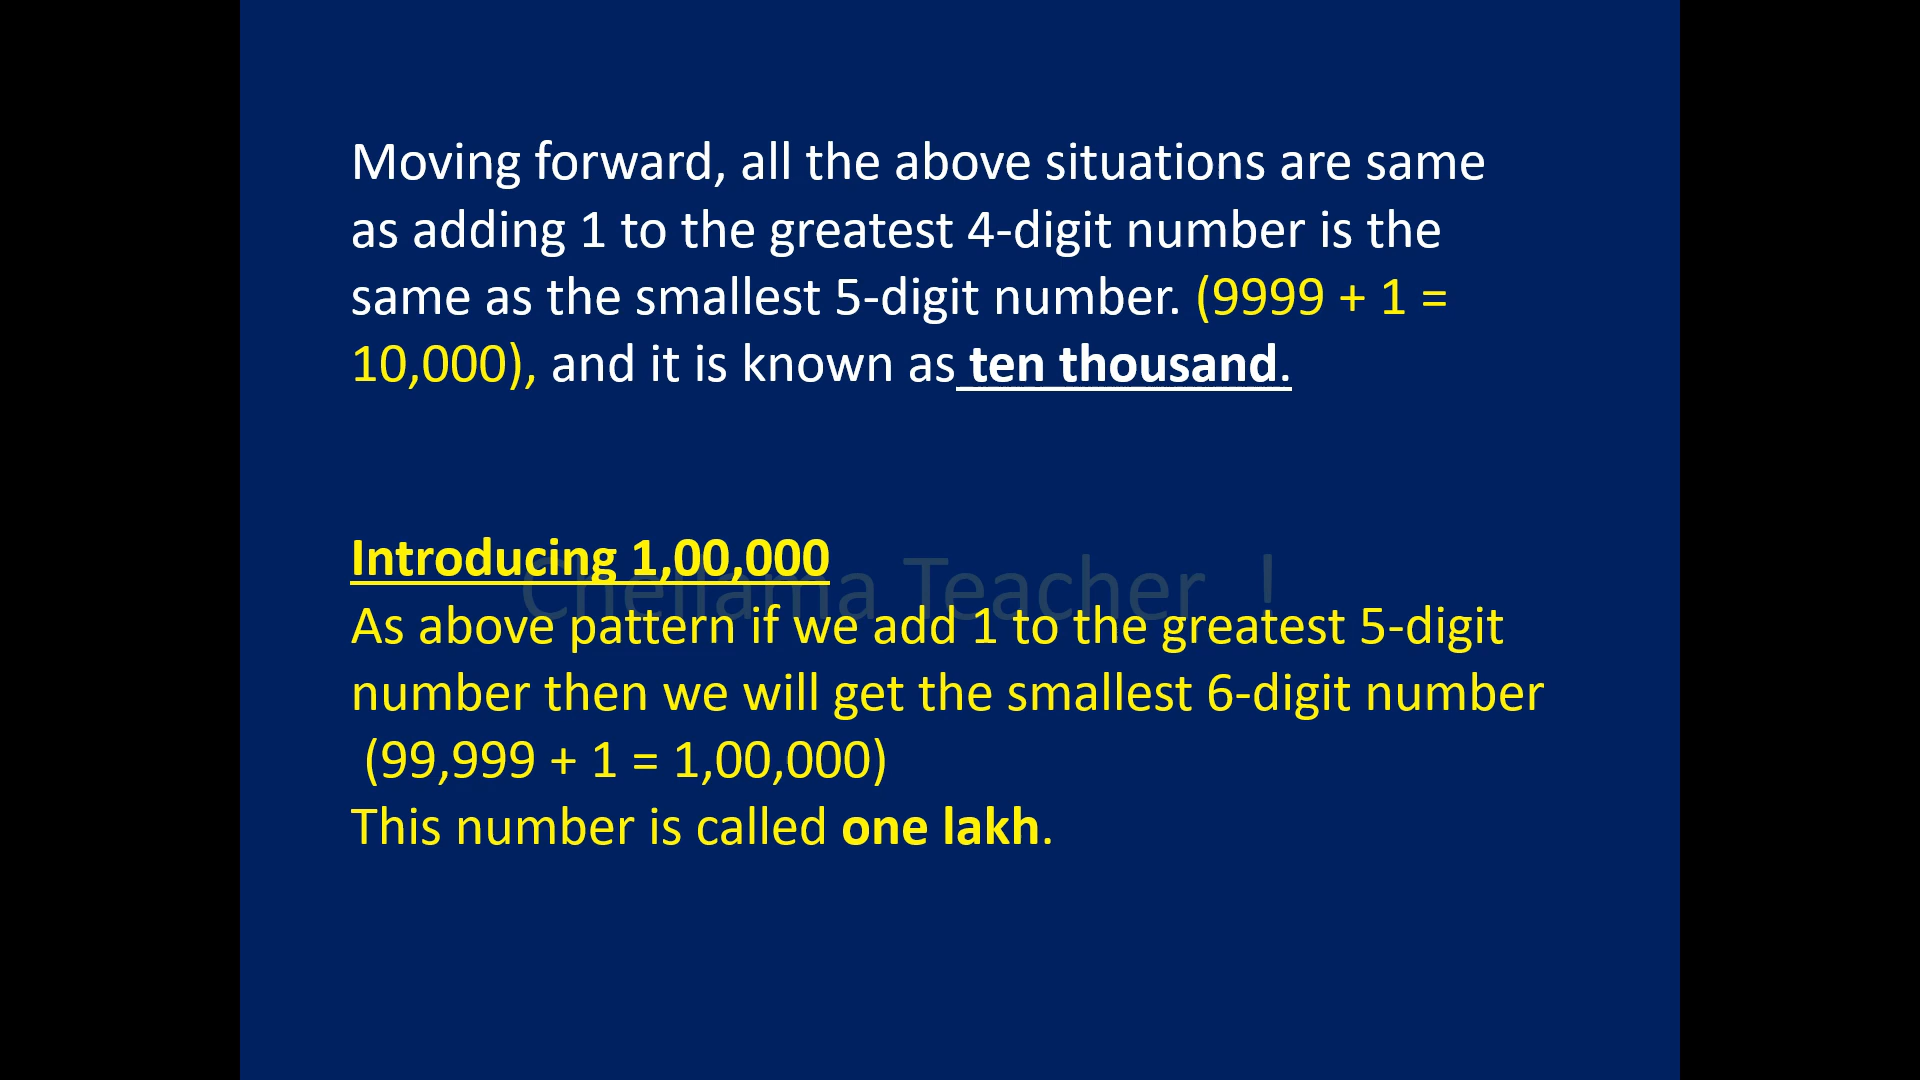 Moving forward, all the above situations are same
as adding 1 to the greatest 4-digit number is the
same as the smallest 5-digit number. (9999 + 1 =
10,000), and it is known as ten thousand.
Introducing 1,00,000
Chellama Teacher !
As above pattern if we add 1 to the greatest 5-digit
number then we will get the smallest 6-digit number
(99,999 + 1 = 1,00,000)
This number is called one lakh.